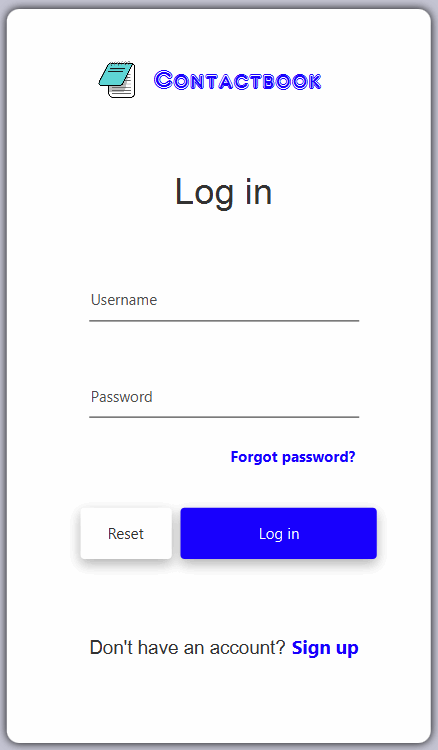 Contactbook
Log in
Username
Password
Forgot password?
Reset
Log in
Don't have an account? Sign up